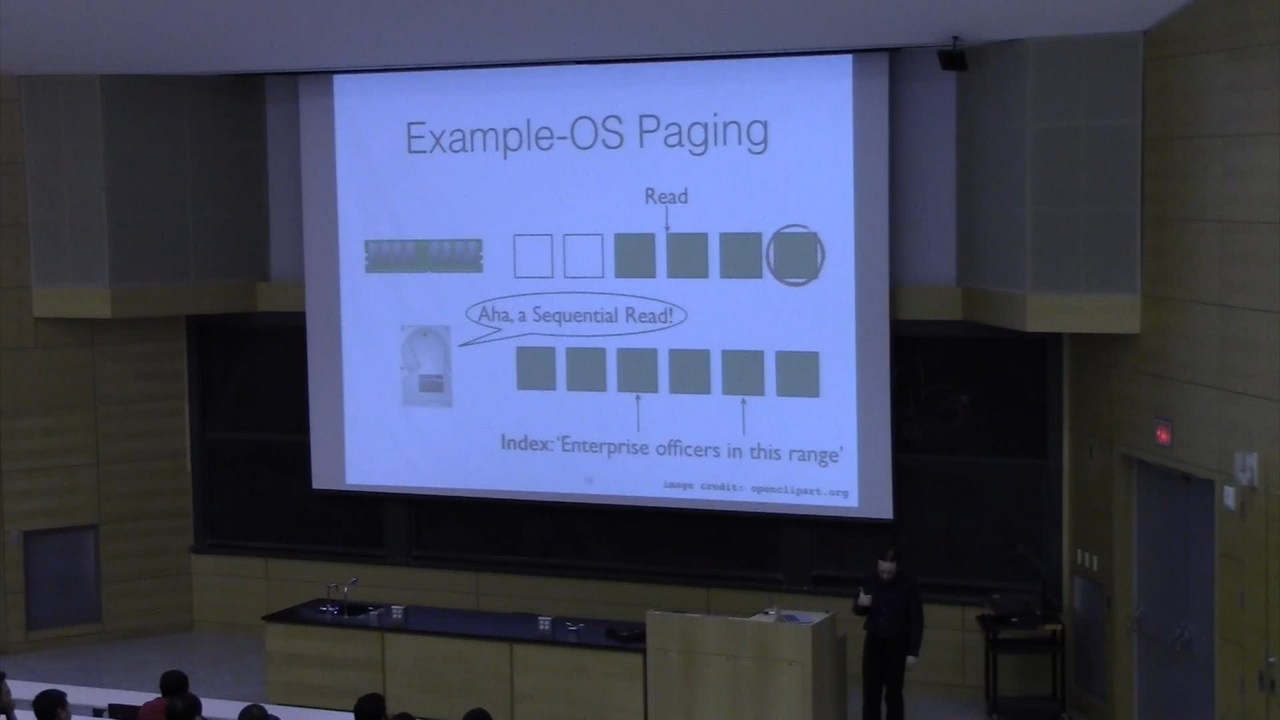 Example-OS Paging
Read
Aha, a Sequential Read!
Index: 'Enterprise officers in this range'
image credit: openclipart.org